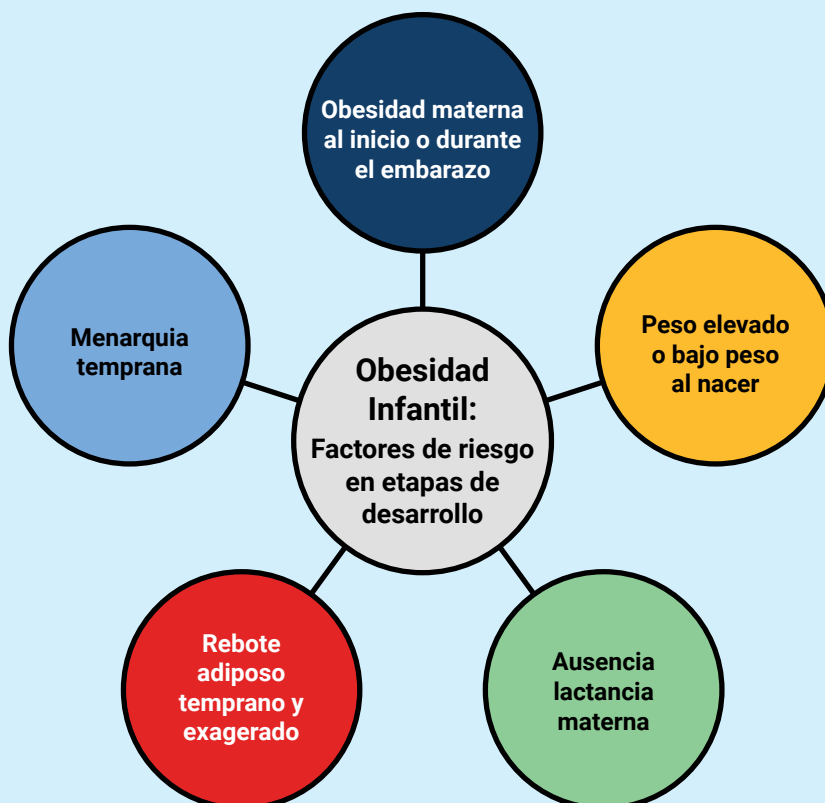 Obesidad materna
al inicio o durante
el embarazo
Peso elevado
o bajo peso
al nacer
Menarquia
temprana
Obesidad
Infantil:
Factores de riesgo
en etapas de
desarrollo
Rebote
adiposo
temprano y
exagerado
Ausencia
lactancia
materna